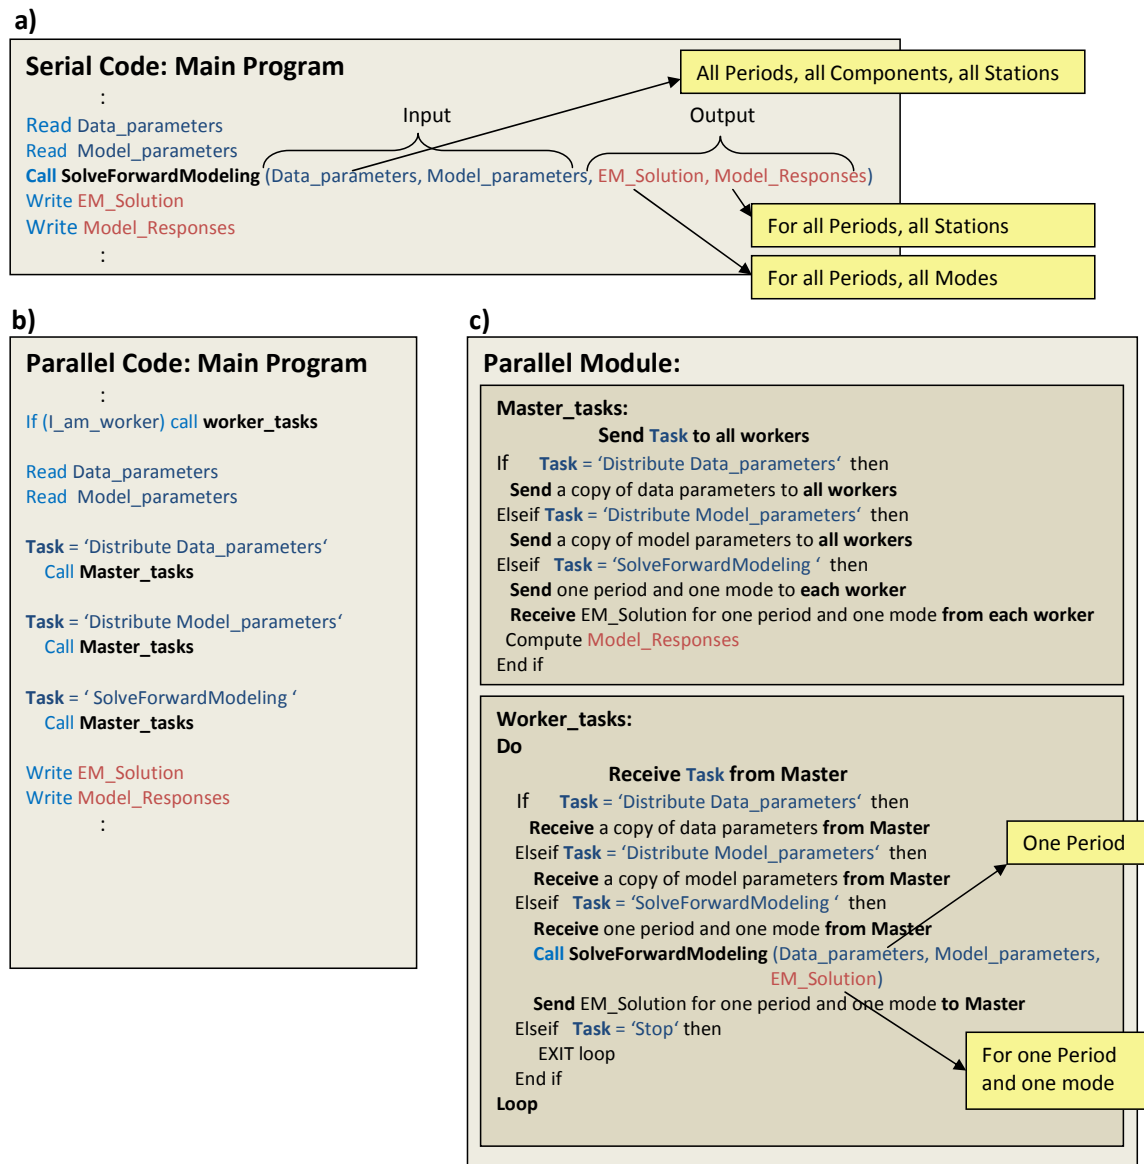 a)
Serial Code: Main Program
All Periods, all Components, all Stations
:
Input
Output
Read Data_parameters
Read Model_parameters
Call SolveForwardModeling (Data_parameters, Model_parameters, EM_Solution, Model_Responses)
Write EM_Solution
Write Model_Responses
:
For all Periods, all Stations
For all Periods, all Modes
b)
Parallel Code: Main Program
:
If (I_am_worker) call worker_tasks
Read Data_parameters
Read Model_parameters
Task = ‘Distribute Data_parameters‘
Call Master_tasks
Task = ‘Distribute Model_parameters‘
Call Master_tasks
Task = ‘ SolveForwardModeling ‘
Call Master_tasks
Write EM_Solution
Write Model_Responses
:
c)
Parallel Module:
Master_tasks:
Send Task to all workers
If Task = ‘Distribute Data_parameters‘ then
Send a copy of data parameters to all workers
Elseif Task = ‘Distribute Model_parameters‘ then
Send a copy of model parameters to all workers
Elseif Task = ‘SolveForwardModeling ‘ then
Send one period and one mode to each worker
Receive EM_Solution for one period and one mode from each worker
Compute Model_Responses
End if
Worker_tasks:
Do
Receive Task from Master
If Task = ‘Distribute Data_parameters‘ then
Receive a copy of data parameters from Master
Elseif Task = ‘Distribute Model_parameters‘ then
Receive a copy of model parameters from Master
Elseif Task = ‘SolveForwardModeling ‘ then
Receive one period and one mode from Master
Call SolveForwardModeling (Data_parameters, Model_parameters,
EM_Solution)
Send EM_Solution for one period and one mode to Master
Elseif Task = ‘Stop‘ then
EXIT loop
End if
Loop
One Period
For one Period
and one mode